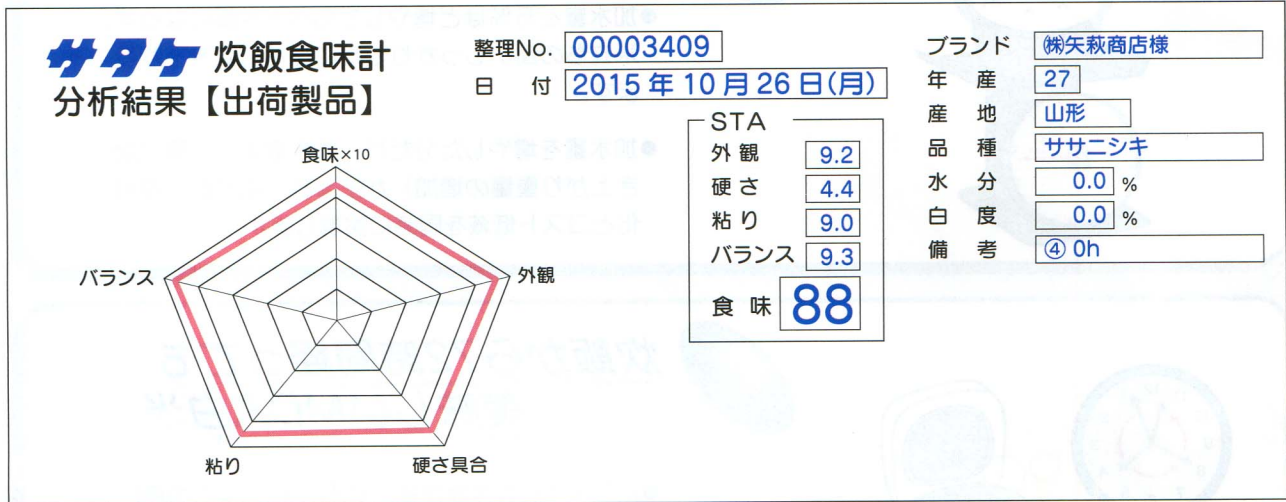 サタケ 炊飯食味計
分析結果【出荷製品】
整理No. 00003409
日 付 2015年10月26日(月)
ブランド ㈱矢萩商店様
年 産 27
産 地 山形
品 種 ササニシキ
水 分 0.0 %
白 度 0.0 %
備 考 ④ 0h
STA
外観 9.2
硬さ 4.4
粘り 9.0
バランス 9.3
食味 88
食味×10
バランス
外観
粘り
硬さ具合